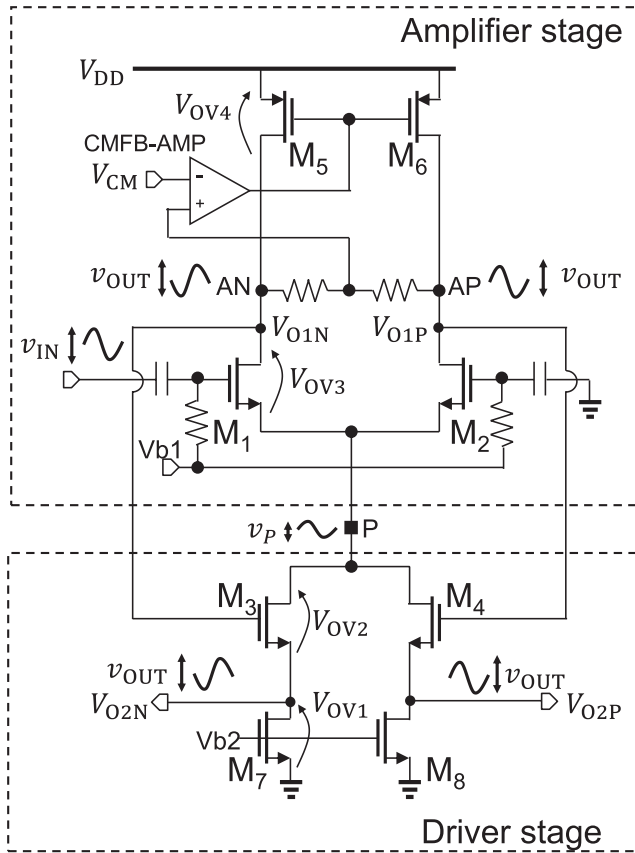 Amplifier stage
V_DD
V_OV4
M_5
M_6
CMFB-AMP
V_CM
-
+
v_OUT
AN
AP
v_OUT
V_O1N
V_O1P
v_IN
V_OV3
M_1
M_2
Vb1
v_P
P
M_3
M_4
V_OV2
v_OUT
v_OUT
V_O2N
V_OV1
V_O2P
Vb2
M_7
M_8
Driver stage